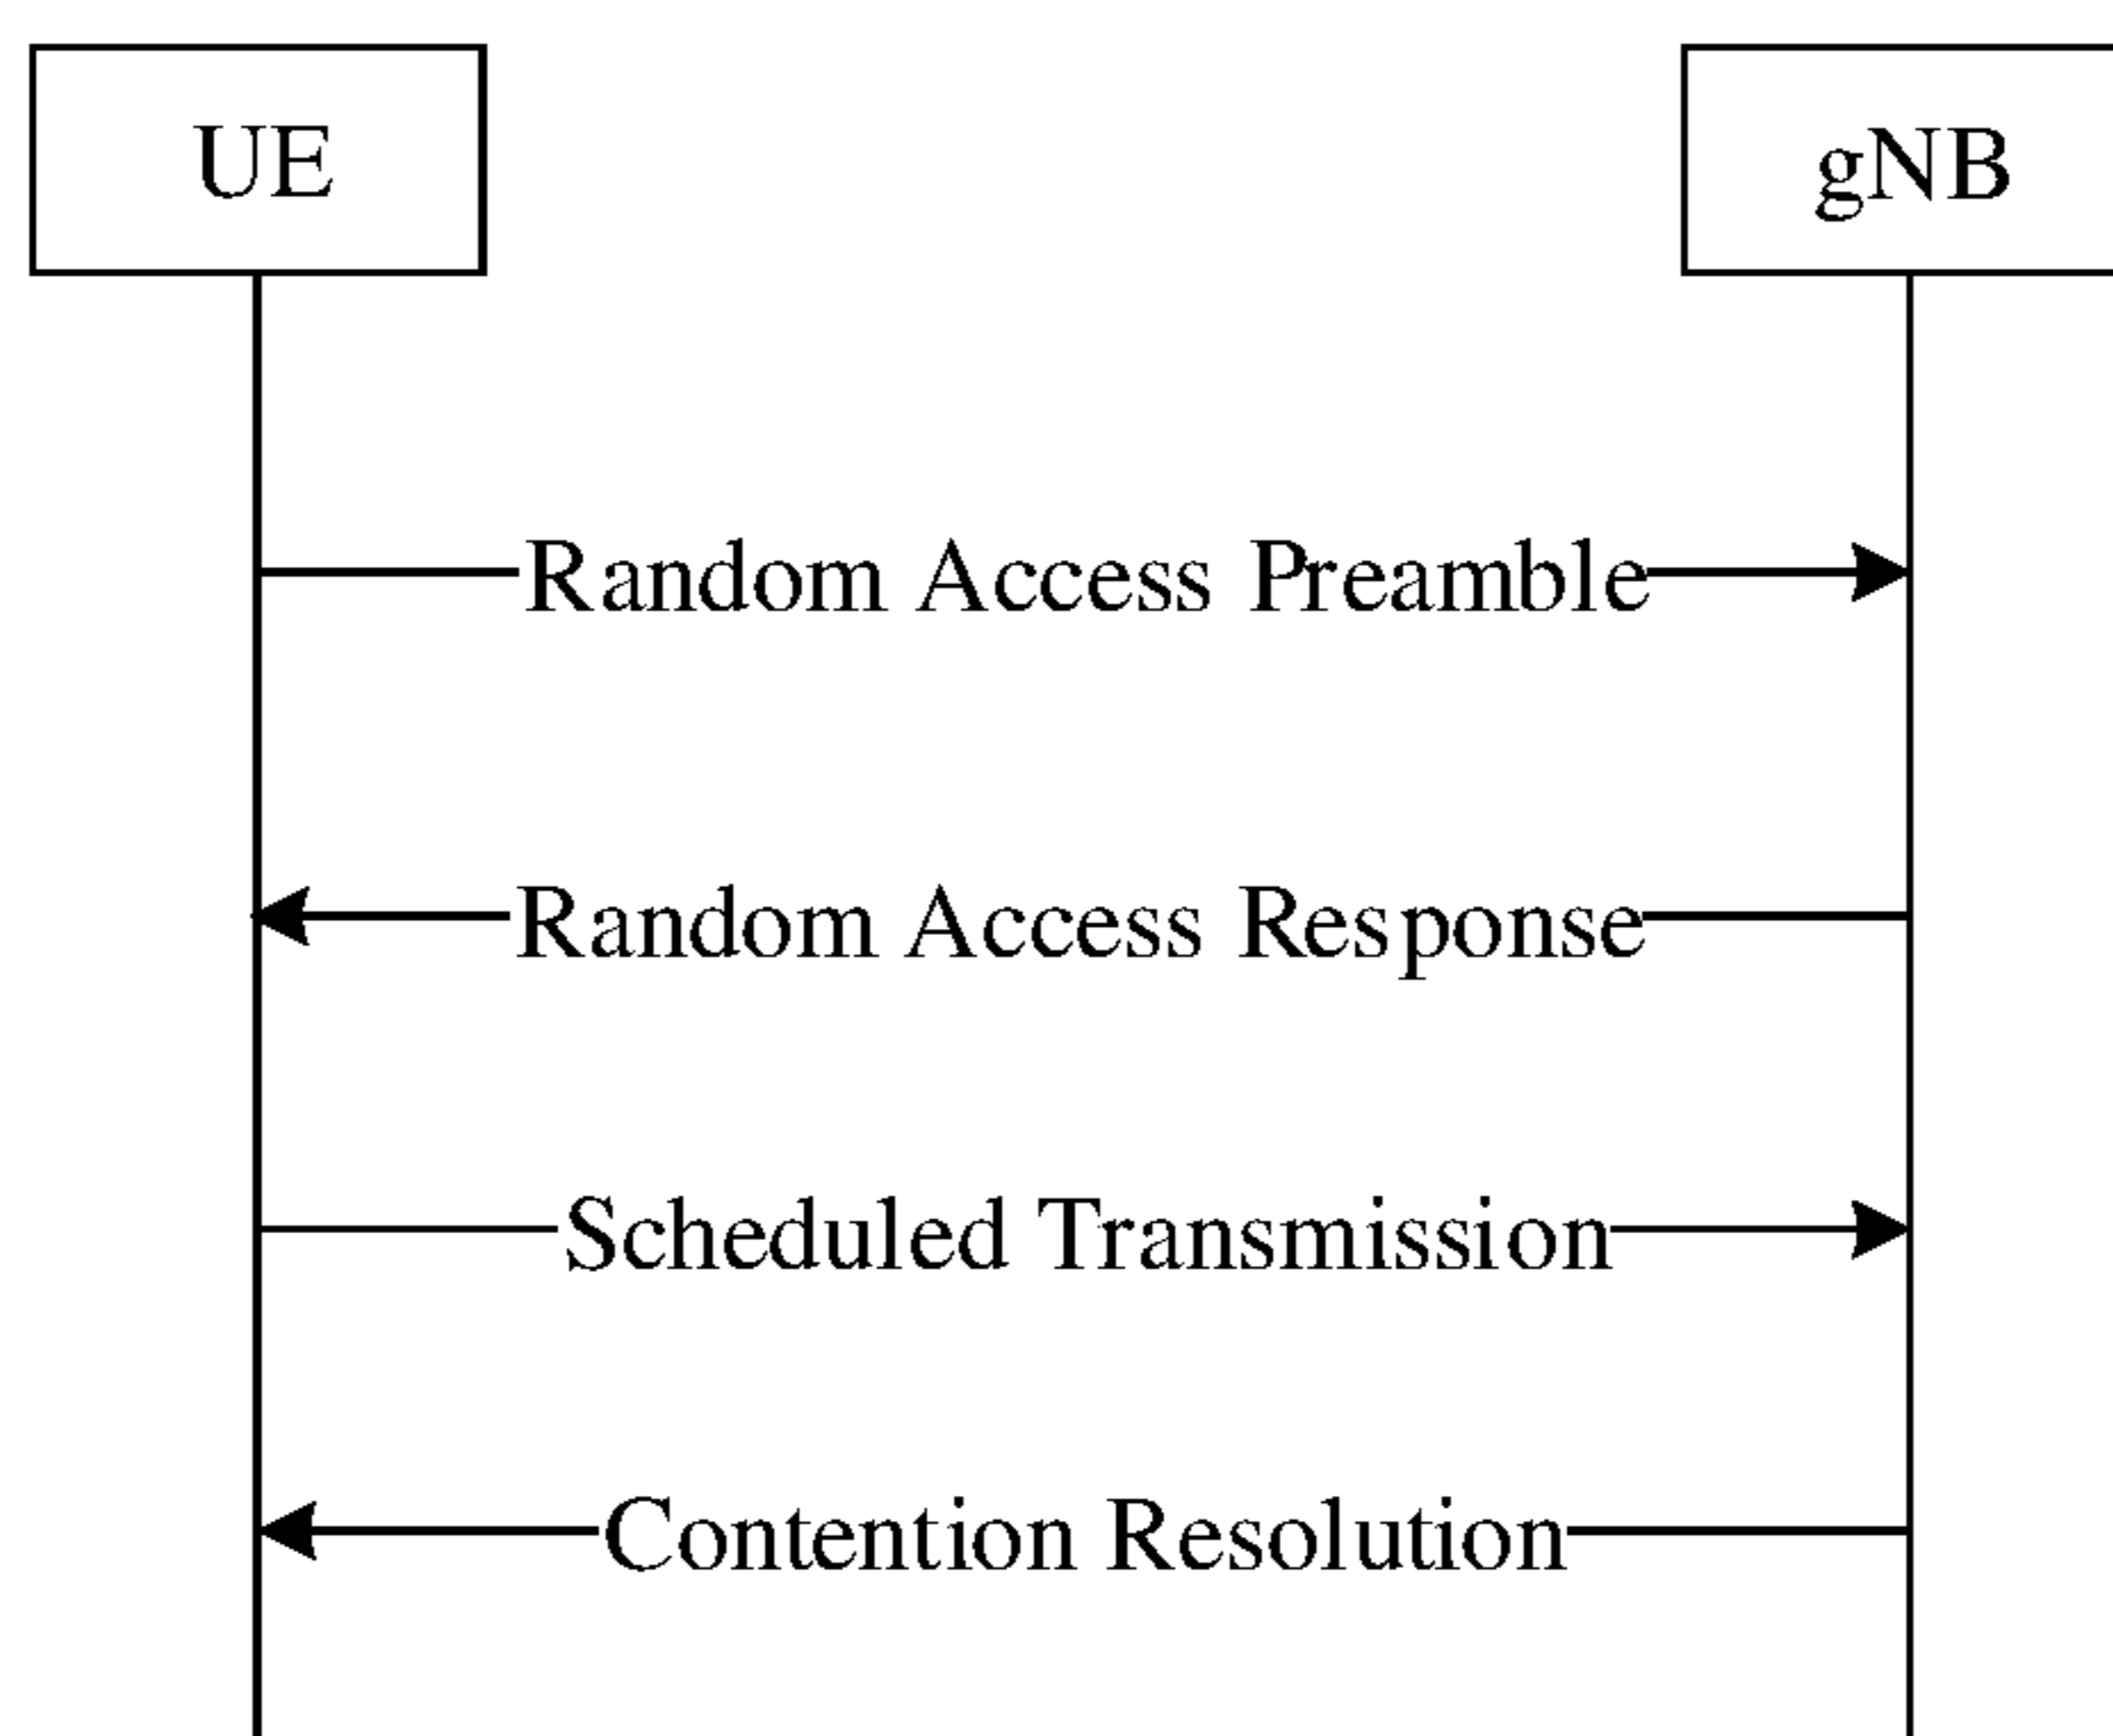 UE
gNB
Random Access Preamble
Random Access Response
Scheduled Transmission
Contention Resolution